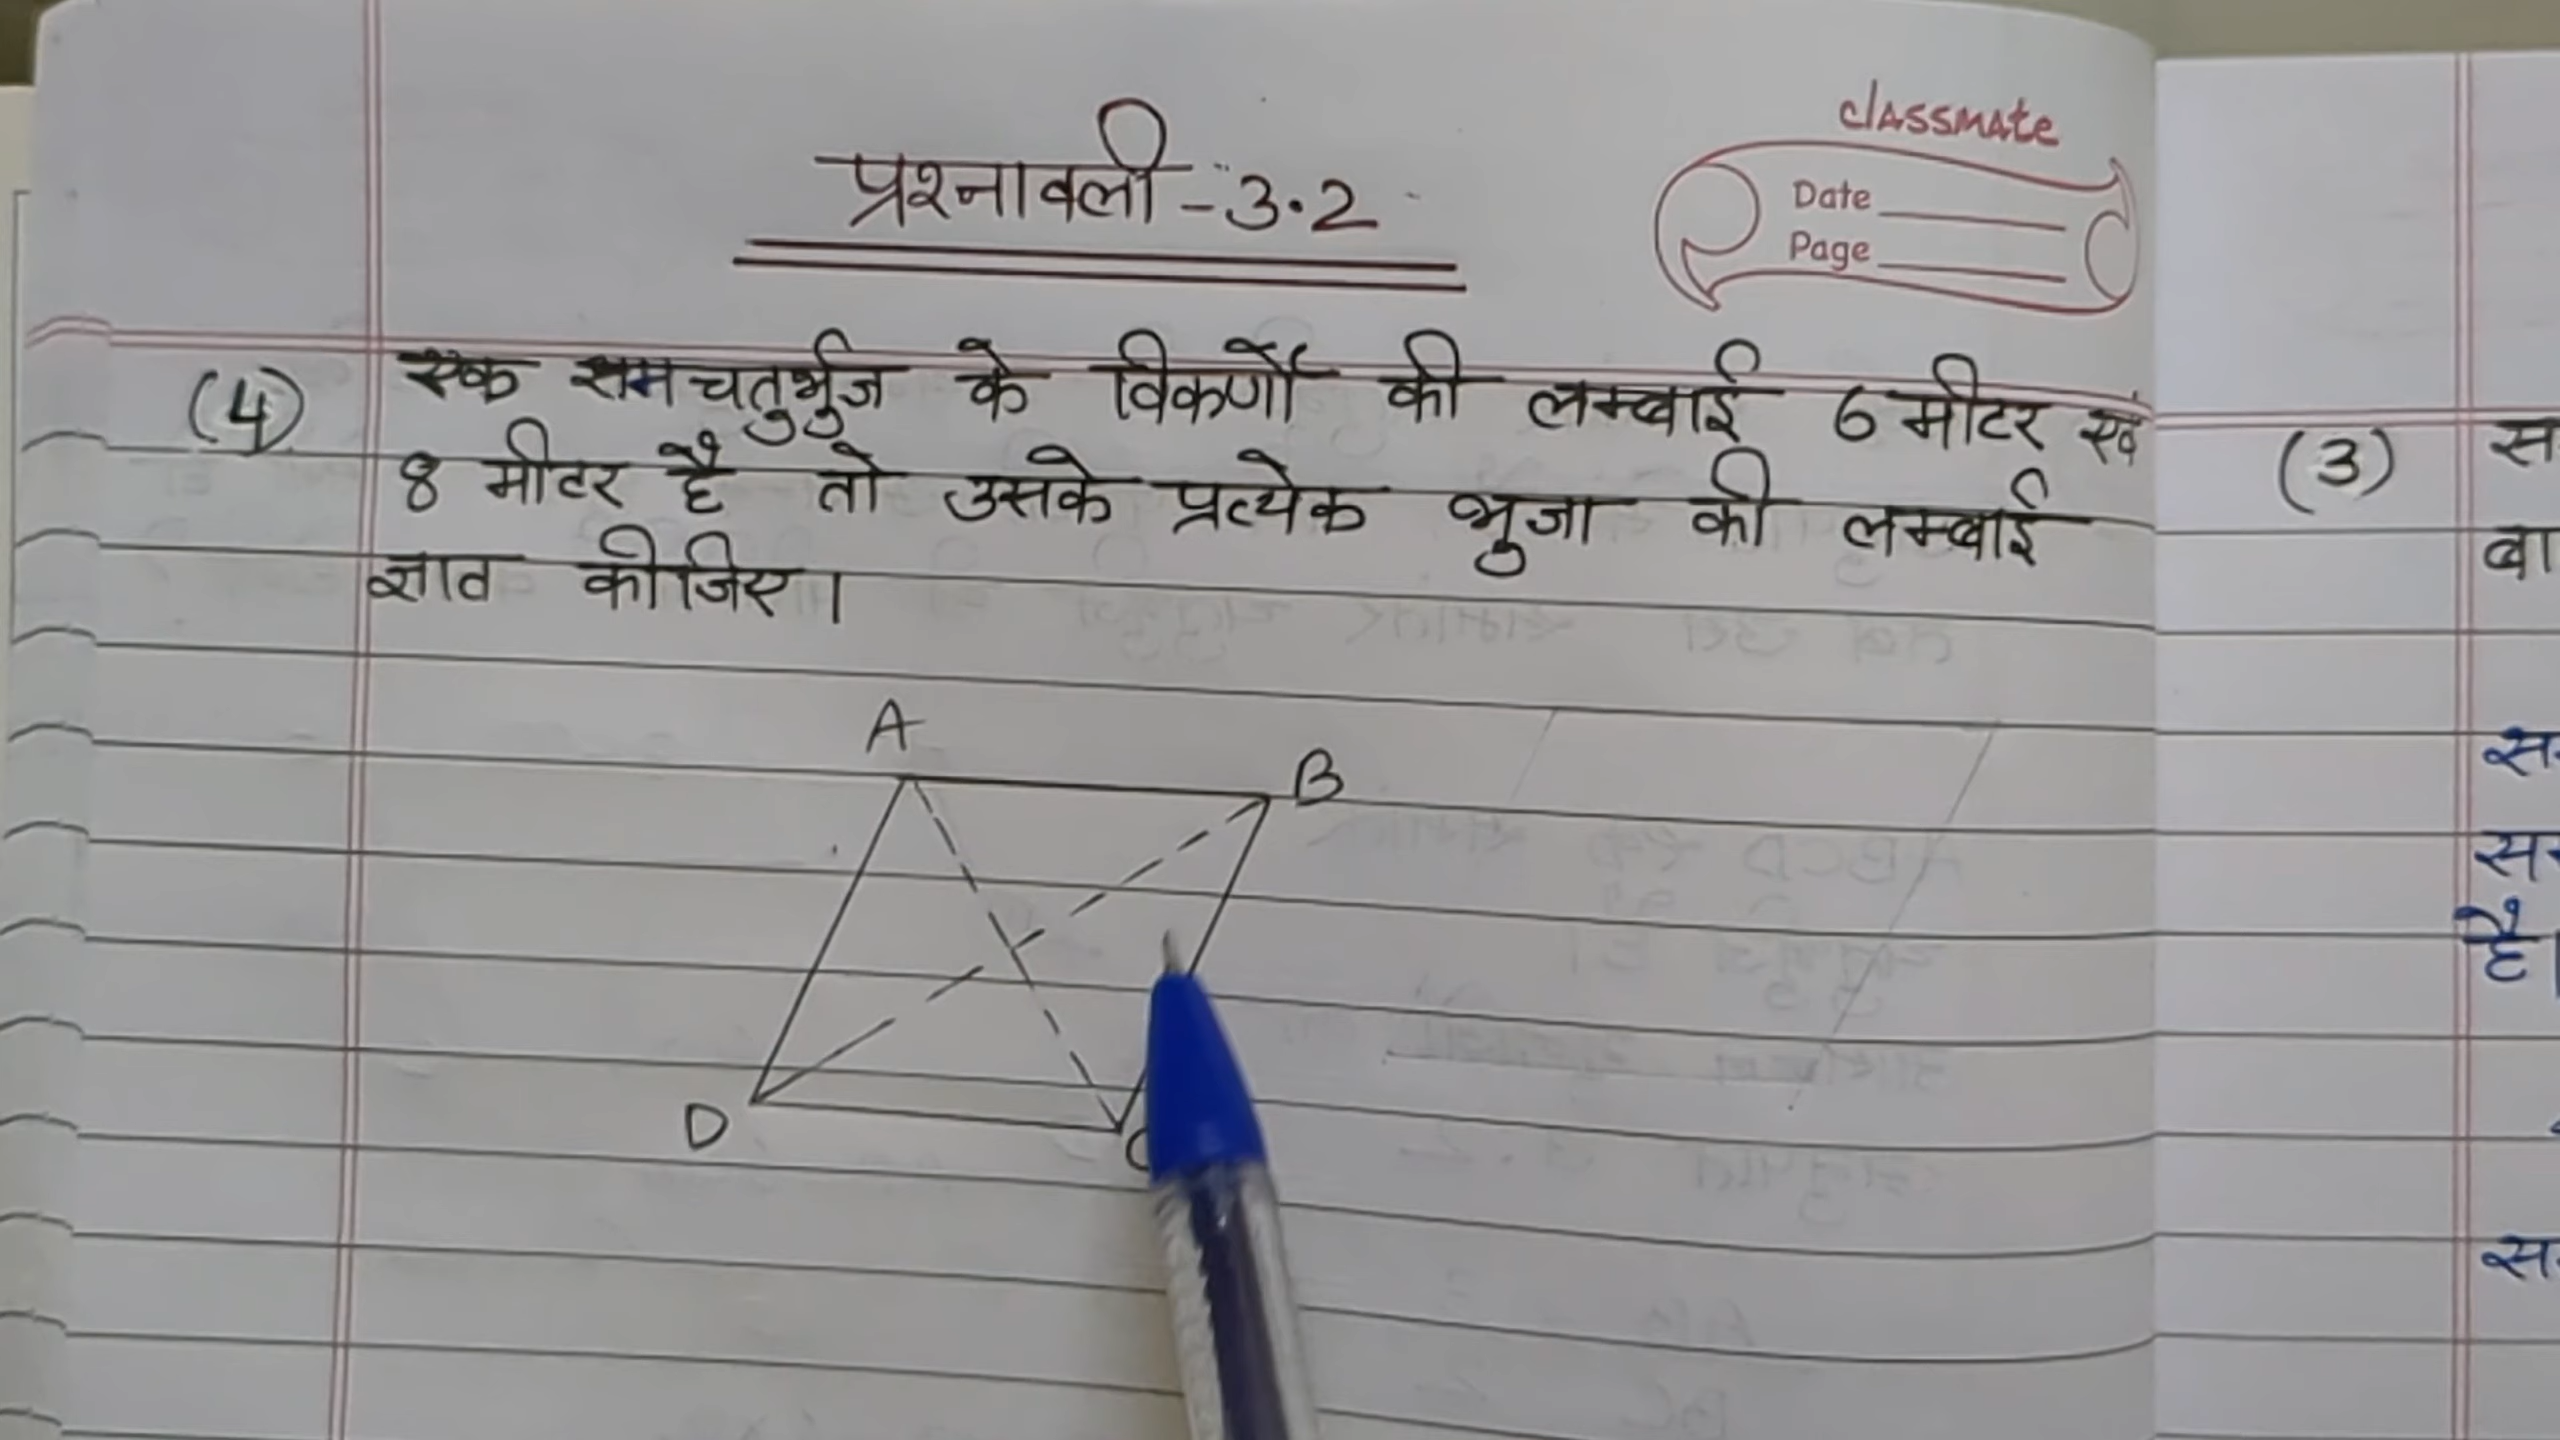 प्रश्नावली - 3.2
classmate
Date
Page
(4) एक समचतुर्भुज के विकर्णों की लम्बाई 6 मीटर एवं
8 मीटर है तो उसके प्रत्येक भुजा की लम्बाई
ज्ञात कीजिए।
A
B
D
C
(3) स
बा
स
है।
स